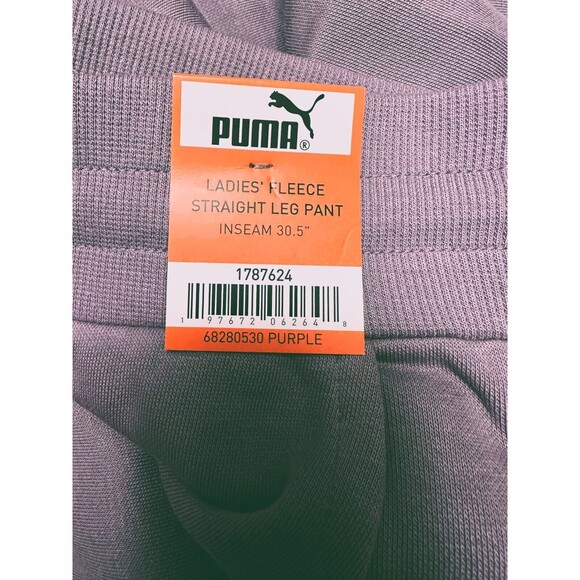 PUMA®
LADIES' FLEECE
STRAIGHT LEG PANT
INSEAM 30.5"
1787624
1 97672 06264 8
68280530 PURPLE